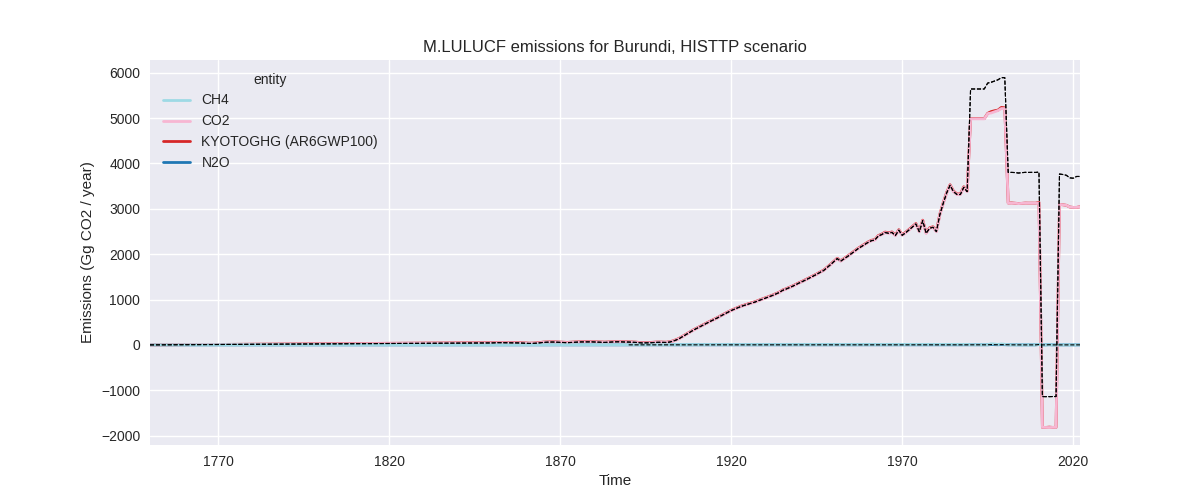 M.LULUCF emissions for Burundi, HISTTP scenario
6000
5000
4000
3000
2000
1000
0
−1000
−2000
Emissions (Gg CO2 / year)
entity
CH4
CO2
KYOTOGHG (AR6GWP100)
N2O
1770
1820
1870
1920
1970
2020
Time